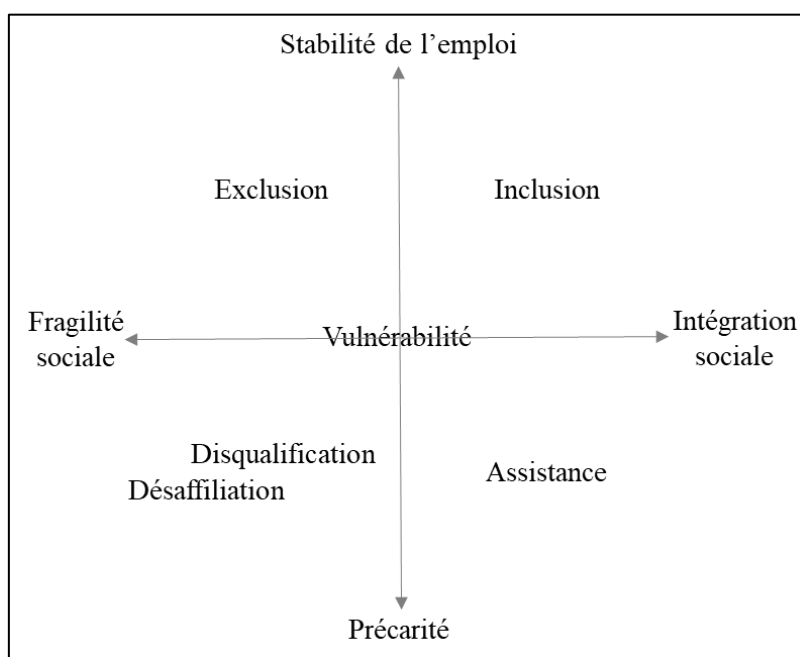 Stabilité de l’emploi
Exclusion
Inclusion
Fragilité
sociale
Vulnérabilité
Intégration
sociale
Disqualification
Désaffiliation
Assistance
Précarité